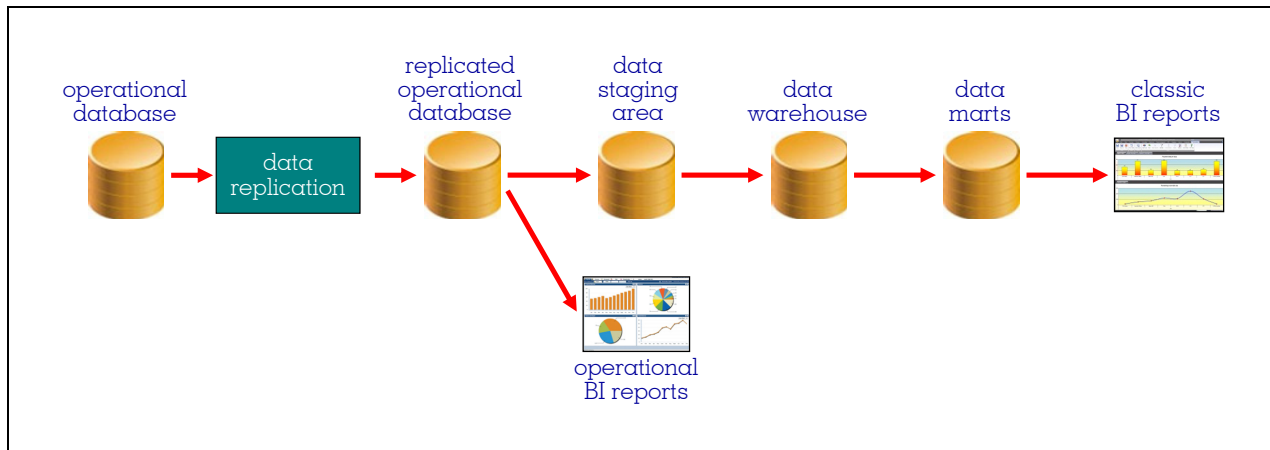 operational
database
data
replication
replicated
operational
database
data
staging
area
data
warehouse
data
marts
classic
BI reports
operational
BI reports